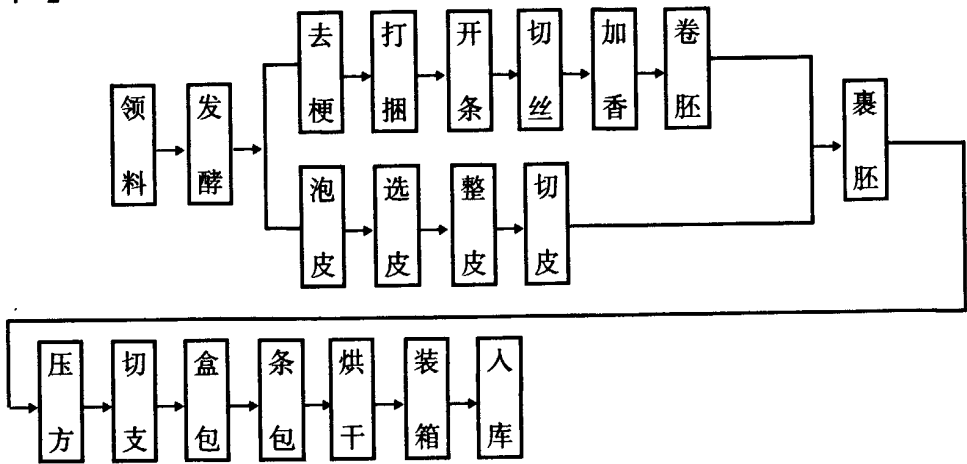 领料
发酵
去梗
打捆
开条
切丝
加香
卷胚
泡皮
选皮
整皮
切皮
裹胚
压方
切支
盒包
条包
烘干
装箱
入库